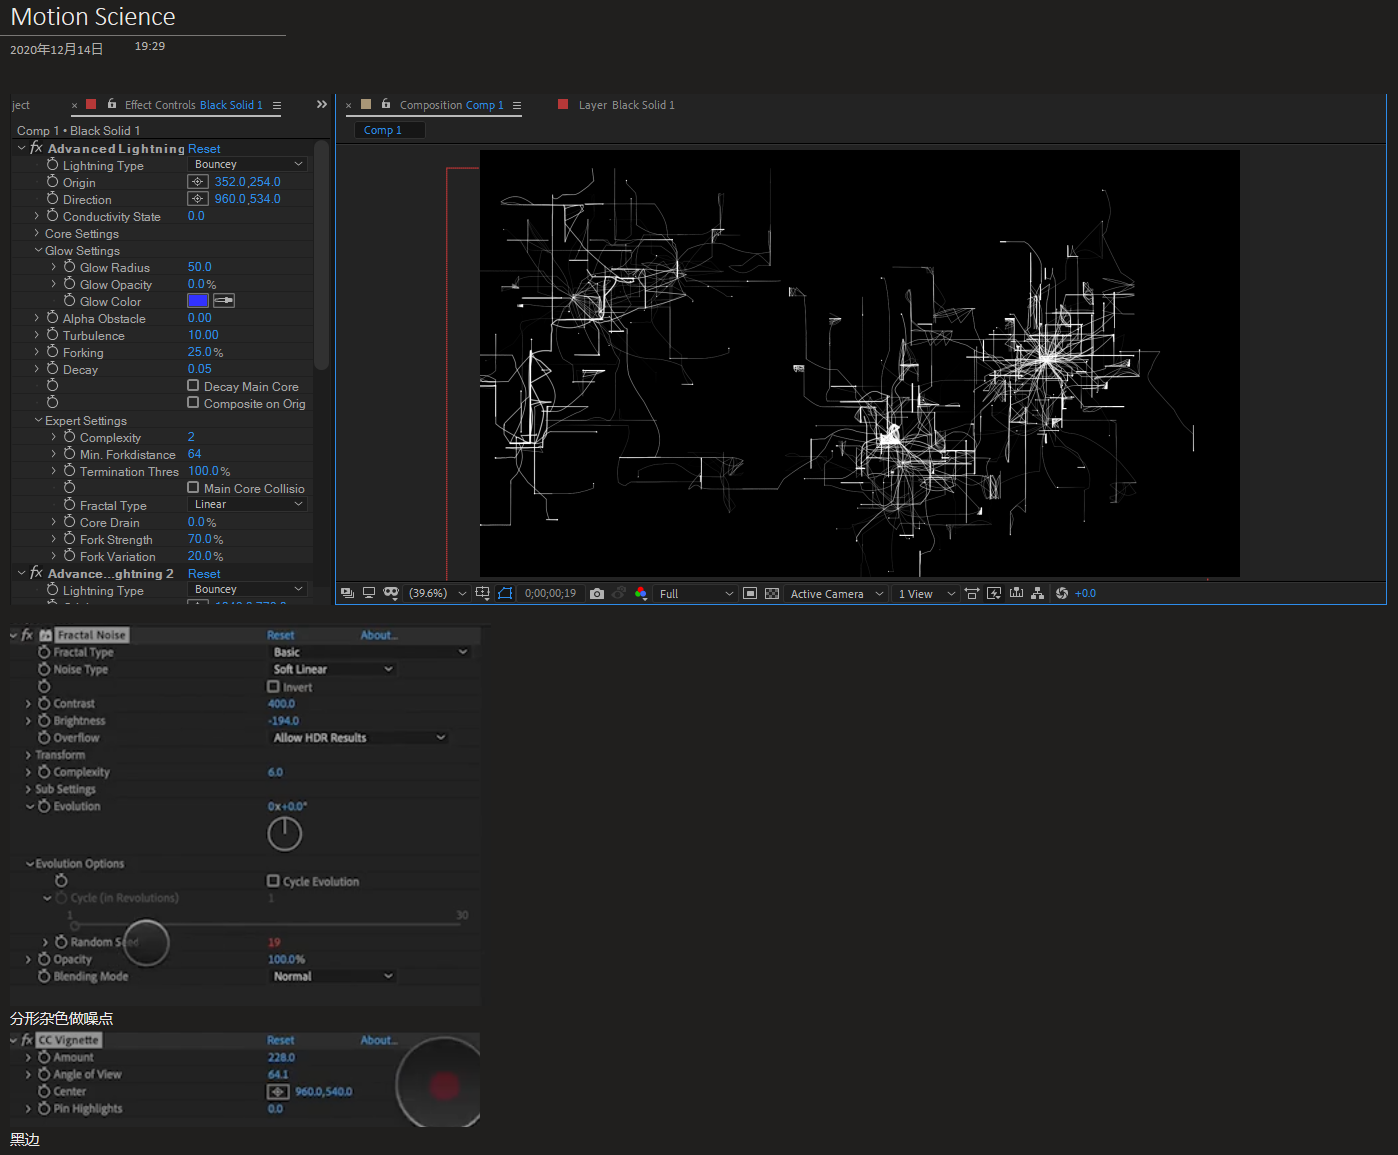 Motion Science
2020年12月14日 19:29
ject × Effect Controls Black Solid 1
Comp 1 • Black Solid 1
fx Advanced Lightning Reset
Lightning Type Bouncey
Origin 352.0,254.0
Direction 960.0,534.0
Conductivity State 0.0
Core Settings
Glow Settings
Glow Radius 50.0
Glow Opacity 0.0%
Glow Color
Alpha Obstacle 0.00
Turbulence 10.00
Forking 25.0%
Decay 0.05
Decay Main Core
Composite on Orig
Expert Settings
Complexity 2
Min. Forkdistance 64
Termination Thres 100.0%
Main Core Collisio
Fractal Type Linear
Core Drain 0.0%
Fork Strength 70.0%
Fork Variation 20.0%
fx Advance...ghtning 2 Reset
Lightning Type Bouncey
× Composition Comp 1 Layer Black Solid 1
Comp 1
(39.6%) 0;00;00;19 Full Active Camera 1 View +0.0
fx Fractal Noise Reset About...
Fractal Type Basic
Noise Type Soft Linear
Invert
Contrast 400.0
Brightness -194.0
Overflow Allow HDR Results
Transform
Complexity 6.0
Sub Settings
Evolution 0x+0.0°
Evolution Options
Cycle Evolution
Cycle (in Revolutions) 1
1 30
Random Seed 19
Opacity 100.0%
Blending Mode Normal
分形杂色做噪点
fx CC Vignette Reset About...
Amount 228.0
Angle of View 64.1
Center 960.0,540.0
Pin Highlights 0.0
黑边